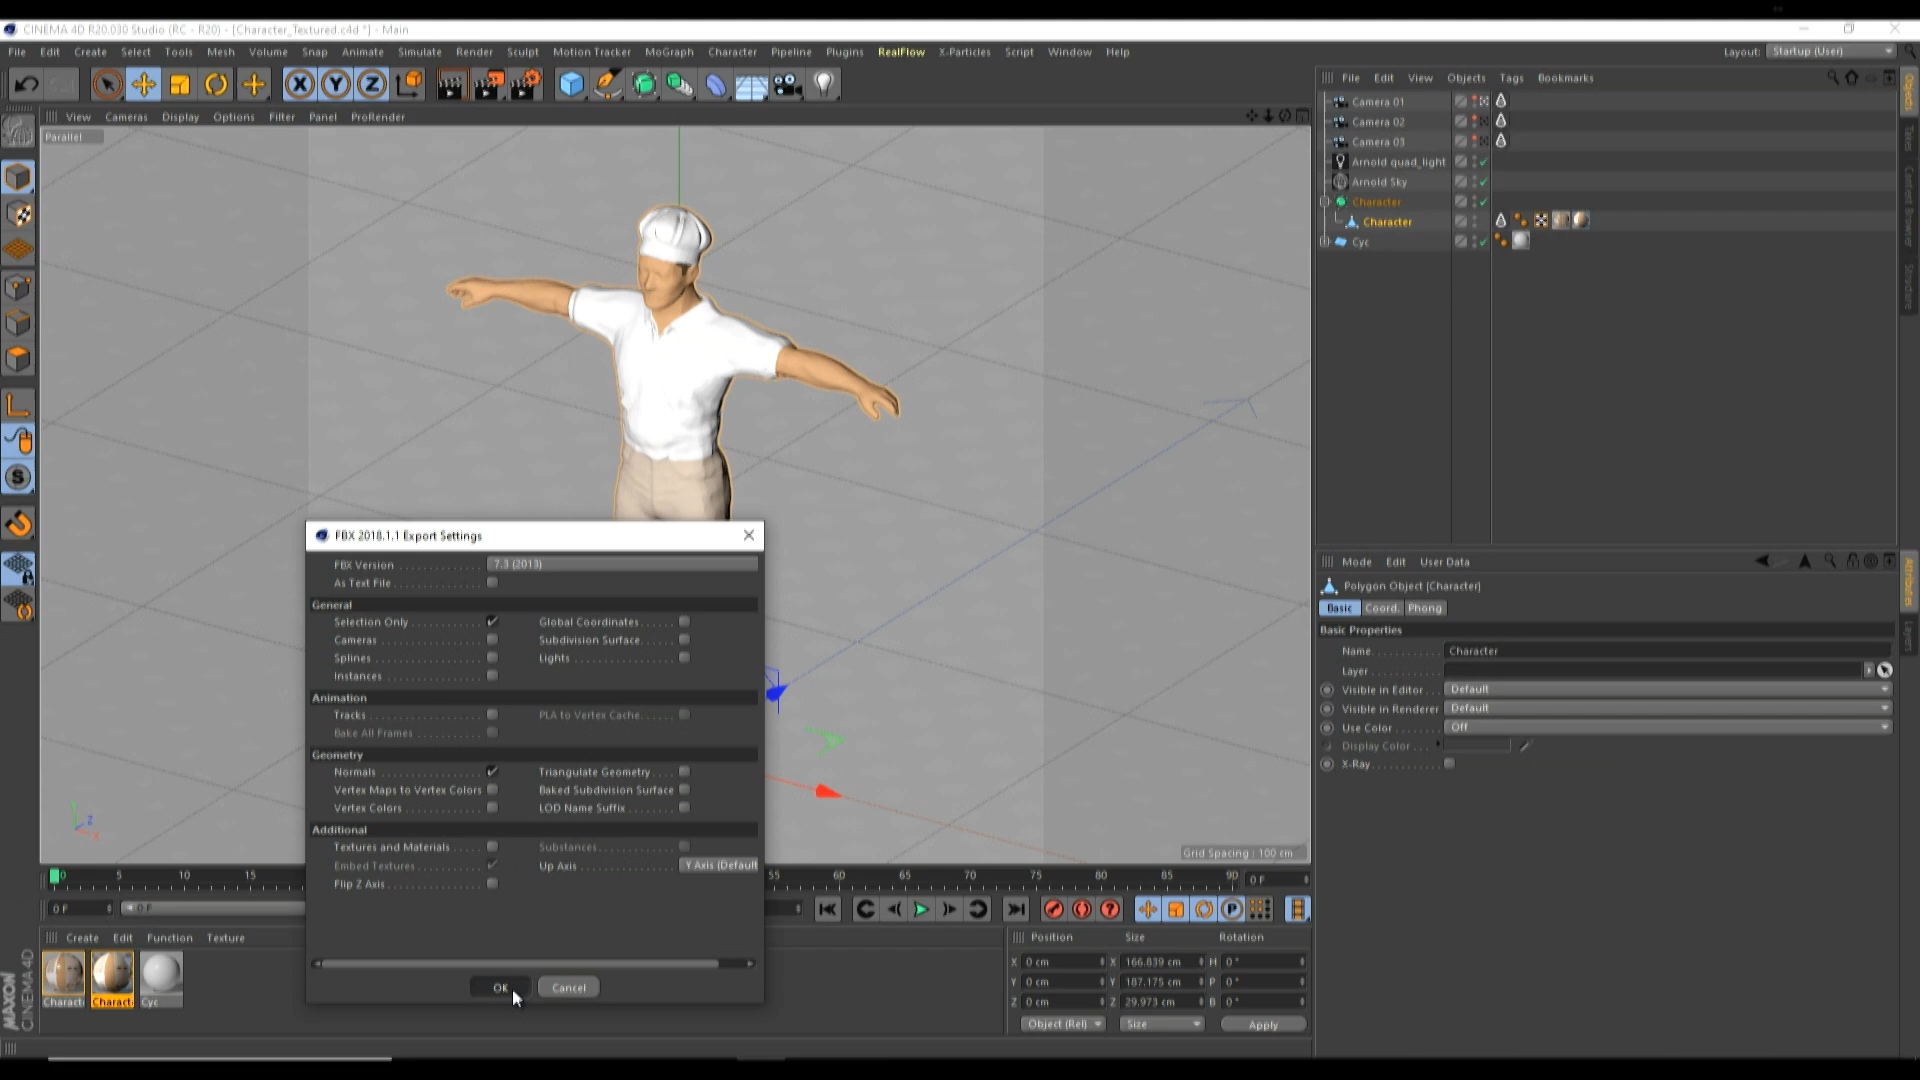 CINEMA 4D R20.030 Studio (RC - R20) - [Character_Textured.c4d *] - Main
File Edit Create Select Tools Mesh Volume Snap Animate Simulate Render Sculpt Motion Tracker MoGraph Character Pipeline Plugins RealFlow X-Particles Script Window Help
Layout: Startup (User)
X Y Z
View Cameras Display Options Filter Panel ProRender
Parallel
Grid Spacing : 100 cm
File Edit View Objects Tags Bookmarks
Camera 01
Camera 02
Camera 03
Arnold quad_light
Arnold Sky
Character
Character
Cyc
Objects
Takes
Content Browser
Structure
Mode Edit User Data
Polygon Object [Character]
Basic Coord. Phong
Basic Properties
Name Character
Layer
Visible in Editor Default
Visible in Renderer Default
Use Color Off
Display Color
X-Ray
Attributes
Layers
FBX 2018.1.1 Export Settings
FBX Version 7.3 (2013)
As Text File
General
Selection Only Global Coordinates
Cameras Subdivision Surface
Splines Lights
Instances
Animation
Tracks PLA to Vertex Cache
Bake All Frames
Geometry
Normals Triangulate Geometry
Vertex Maps to Vertex Colors Baked Subdivision Surface
Vertex Colors LOD Name Suffix
Additional
Textures and Materials Substances
Embed Textures Up Axis Y Axis (Default
Flip Z Axis
OK Cancel
0 5 10 15 55 60 65 70 75 80 85 90 0 F
0 F 0 F
Create Edit Function Texture
Charact Charact. Cyc
Position Size Rotation
X 0 cm X 166.839 cm H 0 °
Y 0 cm Y 187.175 cm P 0 °
Z 0 cm Z 29.973 cm B 0 °
Object (Rel) Size Apply
MAXON
CINEMA 4D